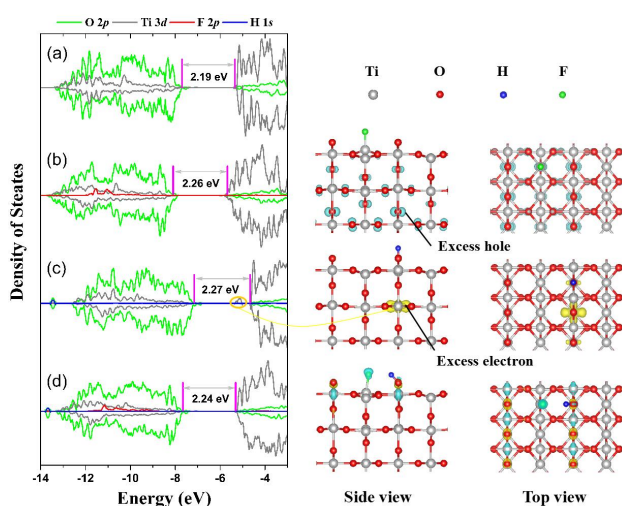 O 2p Ti 3d F 2p H 1s
(a)
2.19 eV
(b)
2.26 eV
(c)
2.27 eV
(d)
2.24 eV
Density of Steates
-14 -12 -10 -8 -6 -4
Energy (eV)
Ti O H F
Excess hole
Excess electron
Side view Top view